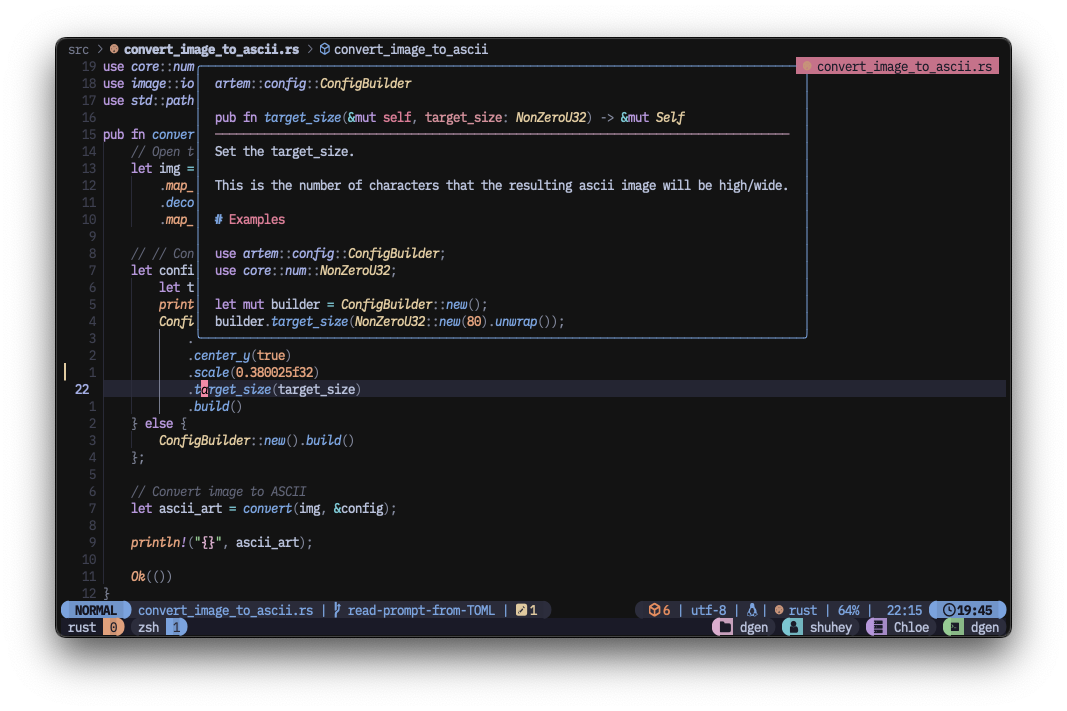 src > convert_image_to_ascii.rs > convert_image_to_ascii
convert_image_to_ascii.rs
19 use core::num
18 use image::io
17 use std::path
16
15 pub fn conver
14 // Open t
13 let img =
12 .map_
11 .deco
10 .map_
9
8 // // Con
7 let confi
6 let t
5 print
4 Confi
3 .
artem::config::ConfigBuilder
pub fn target_size(&mut self, target_size: NonZeroU32) -> &mut Self
Set the target_size.
This is the number of characters that the resulting ascii image will be high/wide.
# Examples
use artem::config::ConfigBuilder;
use core::num::NonZeroU32;
let mut builder = ConfigBuilder::new();
builder.target_size(NonZeroU32::new(80).unwrap());
2 .center_y(true)
1 .scale(0.380025f32)
22 .target_size(target_size)
1 .build()
2 } else {
3 ConfigBuilder::new().build()
4 };
5
6 // Convert image to ASCII
7 let ascii_art = convert(img, &config);
8
9 println!("{}", ascii_art);
10
11 Ok(())
12 }
NORMAL convert_image_to_ascii.rs | read-prompt-from-TOML | 1 6 | utf-8 | | rust | 64% | 22:15 19:45
rust 0 zsh 1 dgen shuhey Chloe dgen